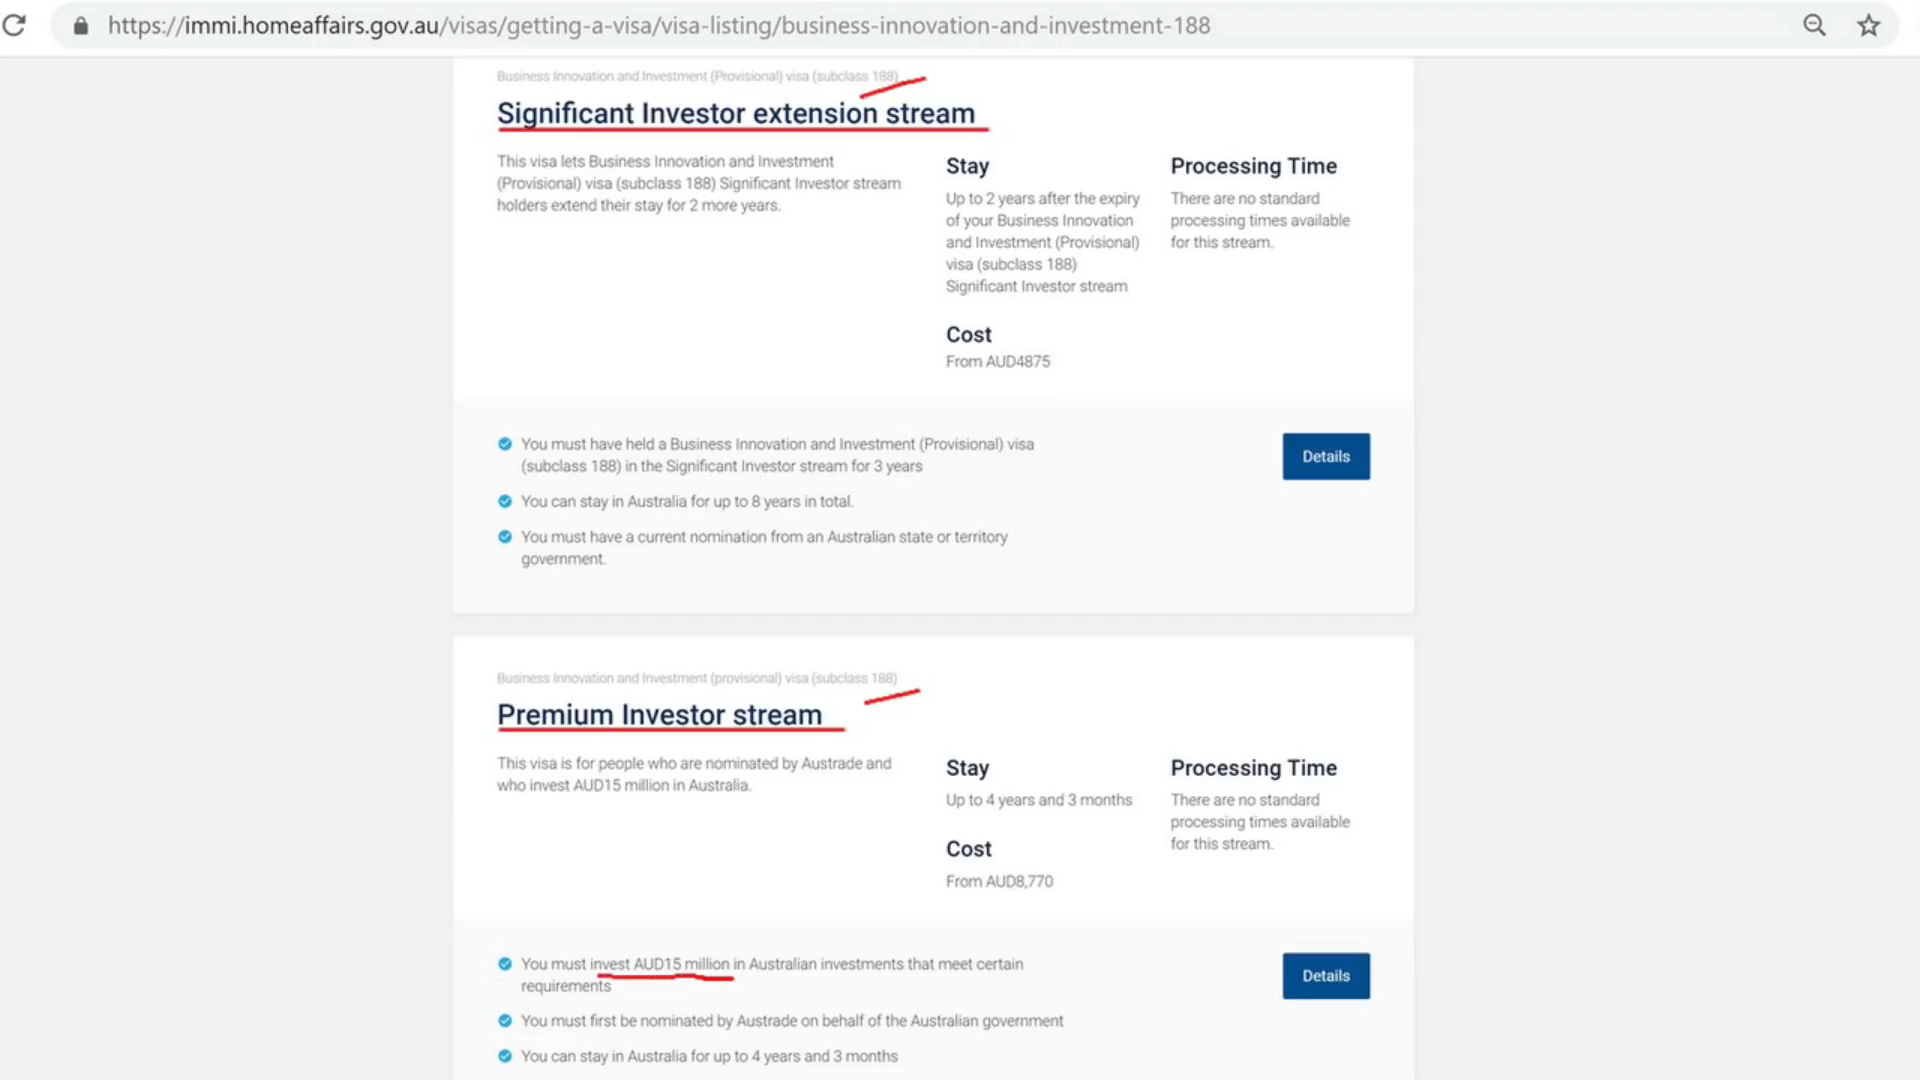 https://immi.homeaffairs.gov.au/visas/getting-a-visa/visa-listing/business-innovation-and-investment-188
Business Innovation and Investment (Provisional) visa (subclass 188)
Significant Investor extension stream
This visa lets Business Innovation and Investment
(Provisional) visa (subclass 188) Significant Investor stream
holders extend their stay for 2 more years.
Stay
Up to 2 years after the expiry
of your Business Innovation
and Investment (Provisional)
visa (subclass 188)
Significant Investor stream
Cost
From AUD4875
Processing Time
There are no standard
processing times available
for this stream.
You must have held a Business Innovation and Investment (Provisional) visa
(subclass 188) in the Significant Investor stream for 3 years
You can stay in Australia for up to 8 years in total.
You must have a current nomination from an Australian state or territory
government.
Details
Business Innovation and Investment (provisional) visa (subclass 188)
Premium Investor stream
This visa is for people who are nominated by Austrade and
who invest AUD15 million in Australia.
Stay
Up to 4 years and 3 months
Cost
From AUD8,770
Processing Time
There are no standard
processing times available
for this stream.
You must invest AUD15 million in Australian investments that meet certain
requirements
You must first be nominated by Austrade on behalf of the Australian government
You can stay in Australia for up to 4 years and 3 months
Details